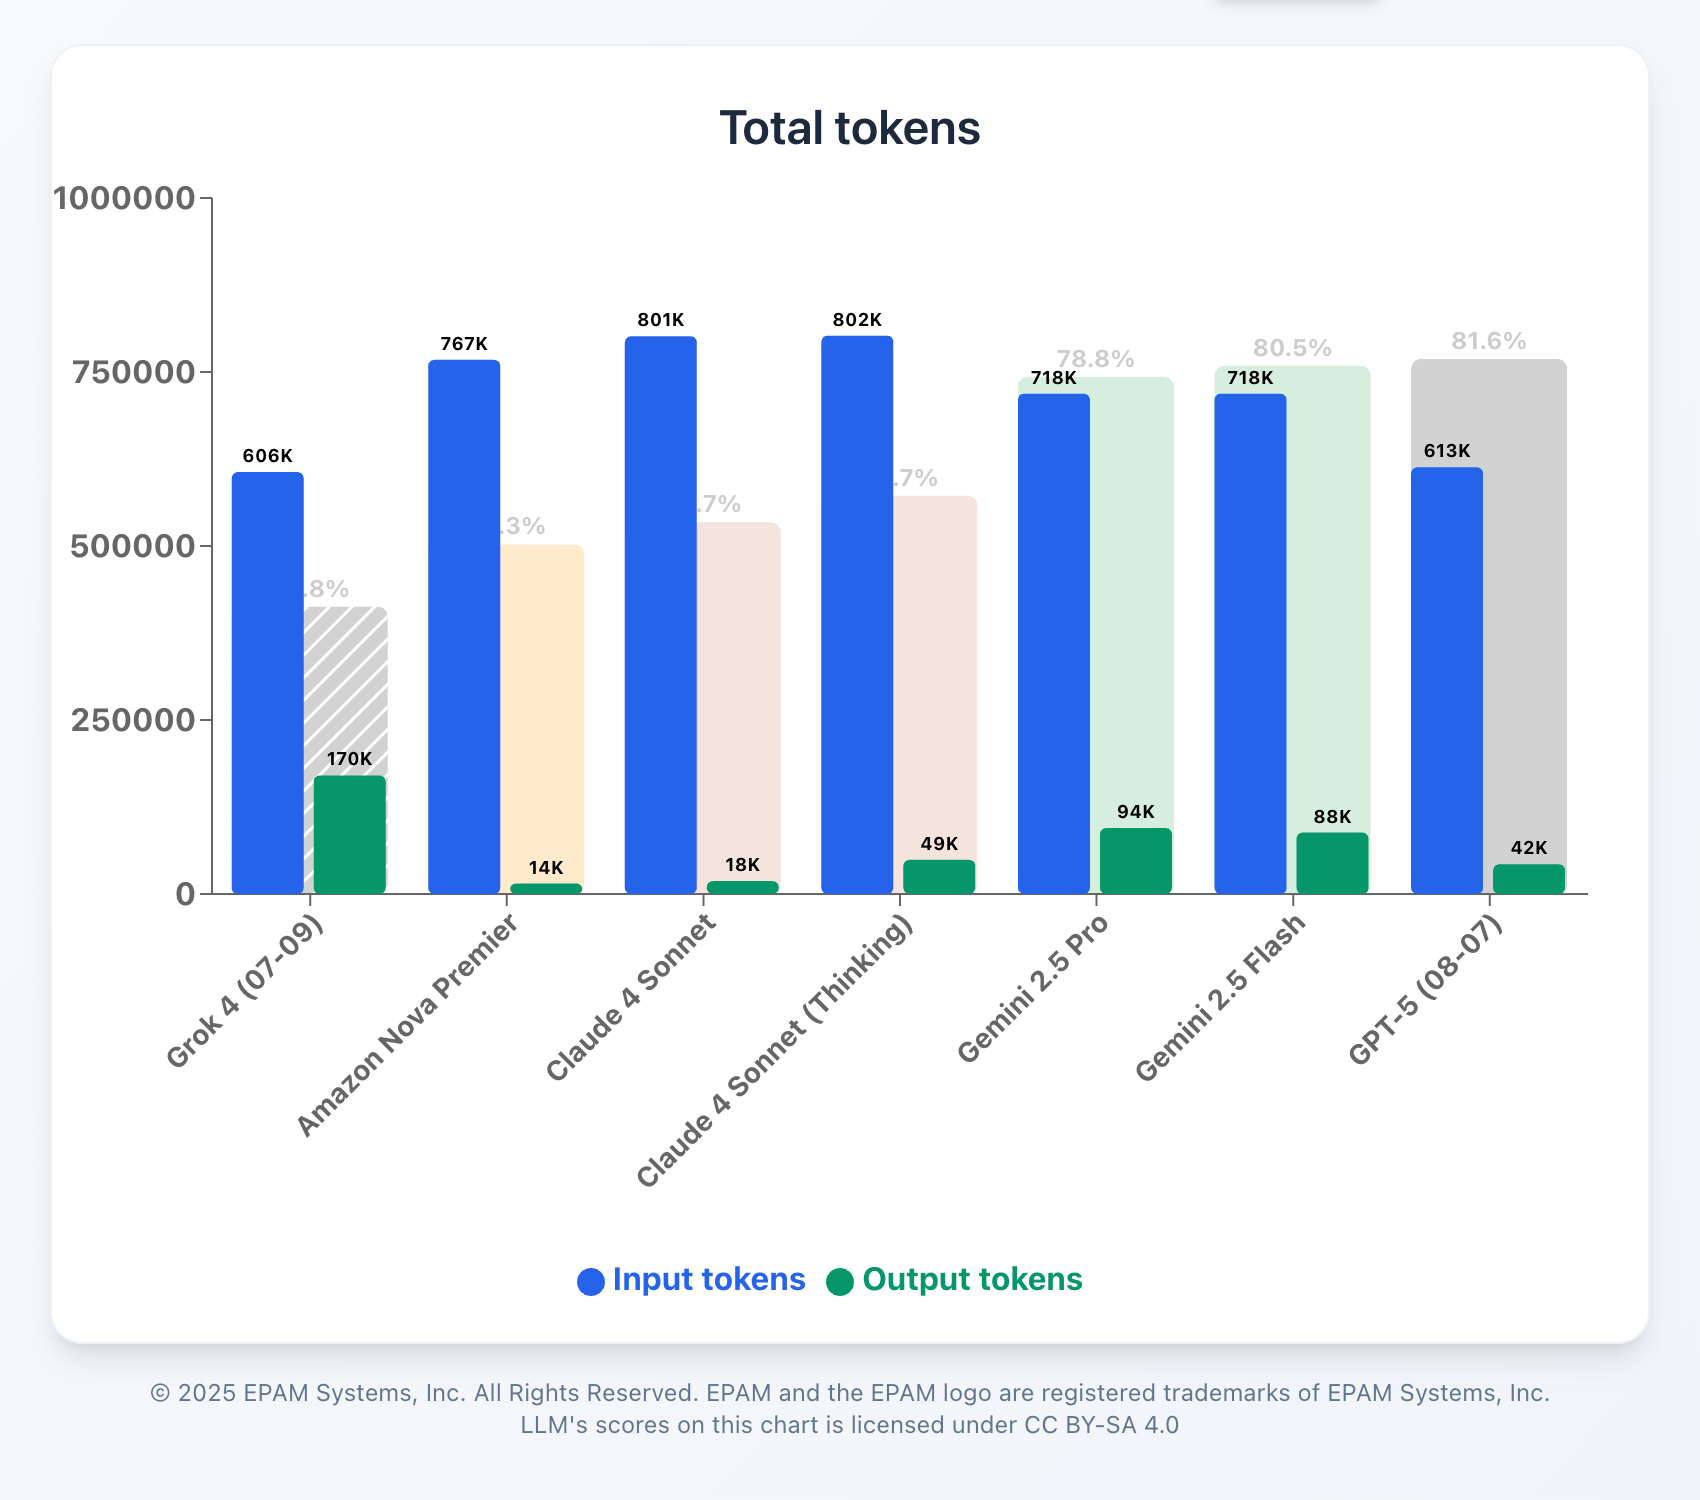 Total tokens
1000000
750000
500000
250000
0
606K
170K
.8%
767K
14K
.3%
801K
18K
.7%
802K
49K
.7%
718K
94K
78.8%
718K
88K
80.5%
613K
42K
81.6%
Grok 4 (07-09)
Amazon Nova Premier
Claude 4 Sonnet
Claude 4 Sonnet (Thinking)
Gemini 2.5 Pro
Gemini 2.5 Flash
GPT-5 (08-07)
Input tokens
Output tokens
© 2025 EPAM Systems, Inc. All Rights Reserved. EPAM and the EPAM logo are registered trademarks of EPAM Systems, Inc.
LLM's scores on this chart is licensed under CC BY-SA 4.0